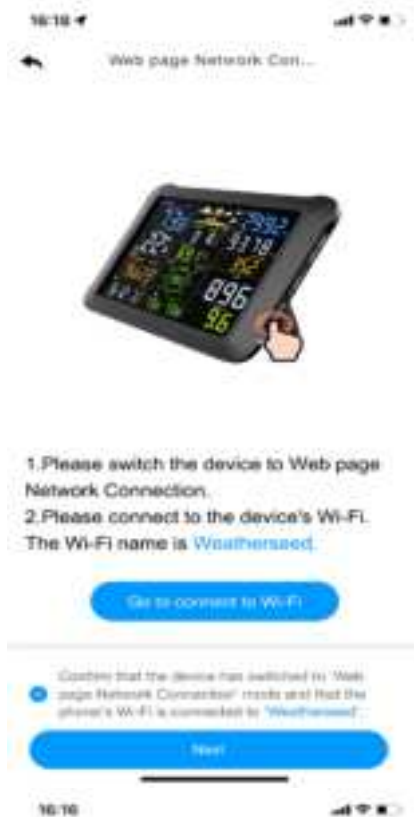 16:16
Web page Network Con...
1.Please switch the device to Web page
Network Connection.
2.Please connect to the device's Wi-Fi.
The Wi-Fi name is Weatherseed.
Go to connect to Wi-Fi
Confirm that the device has switched to "Web
page Network Connection" mode and that the
phone's Wi-Fi is connected to "Weatherseed".
Next
16:16